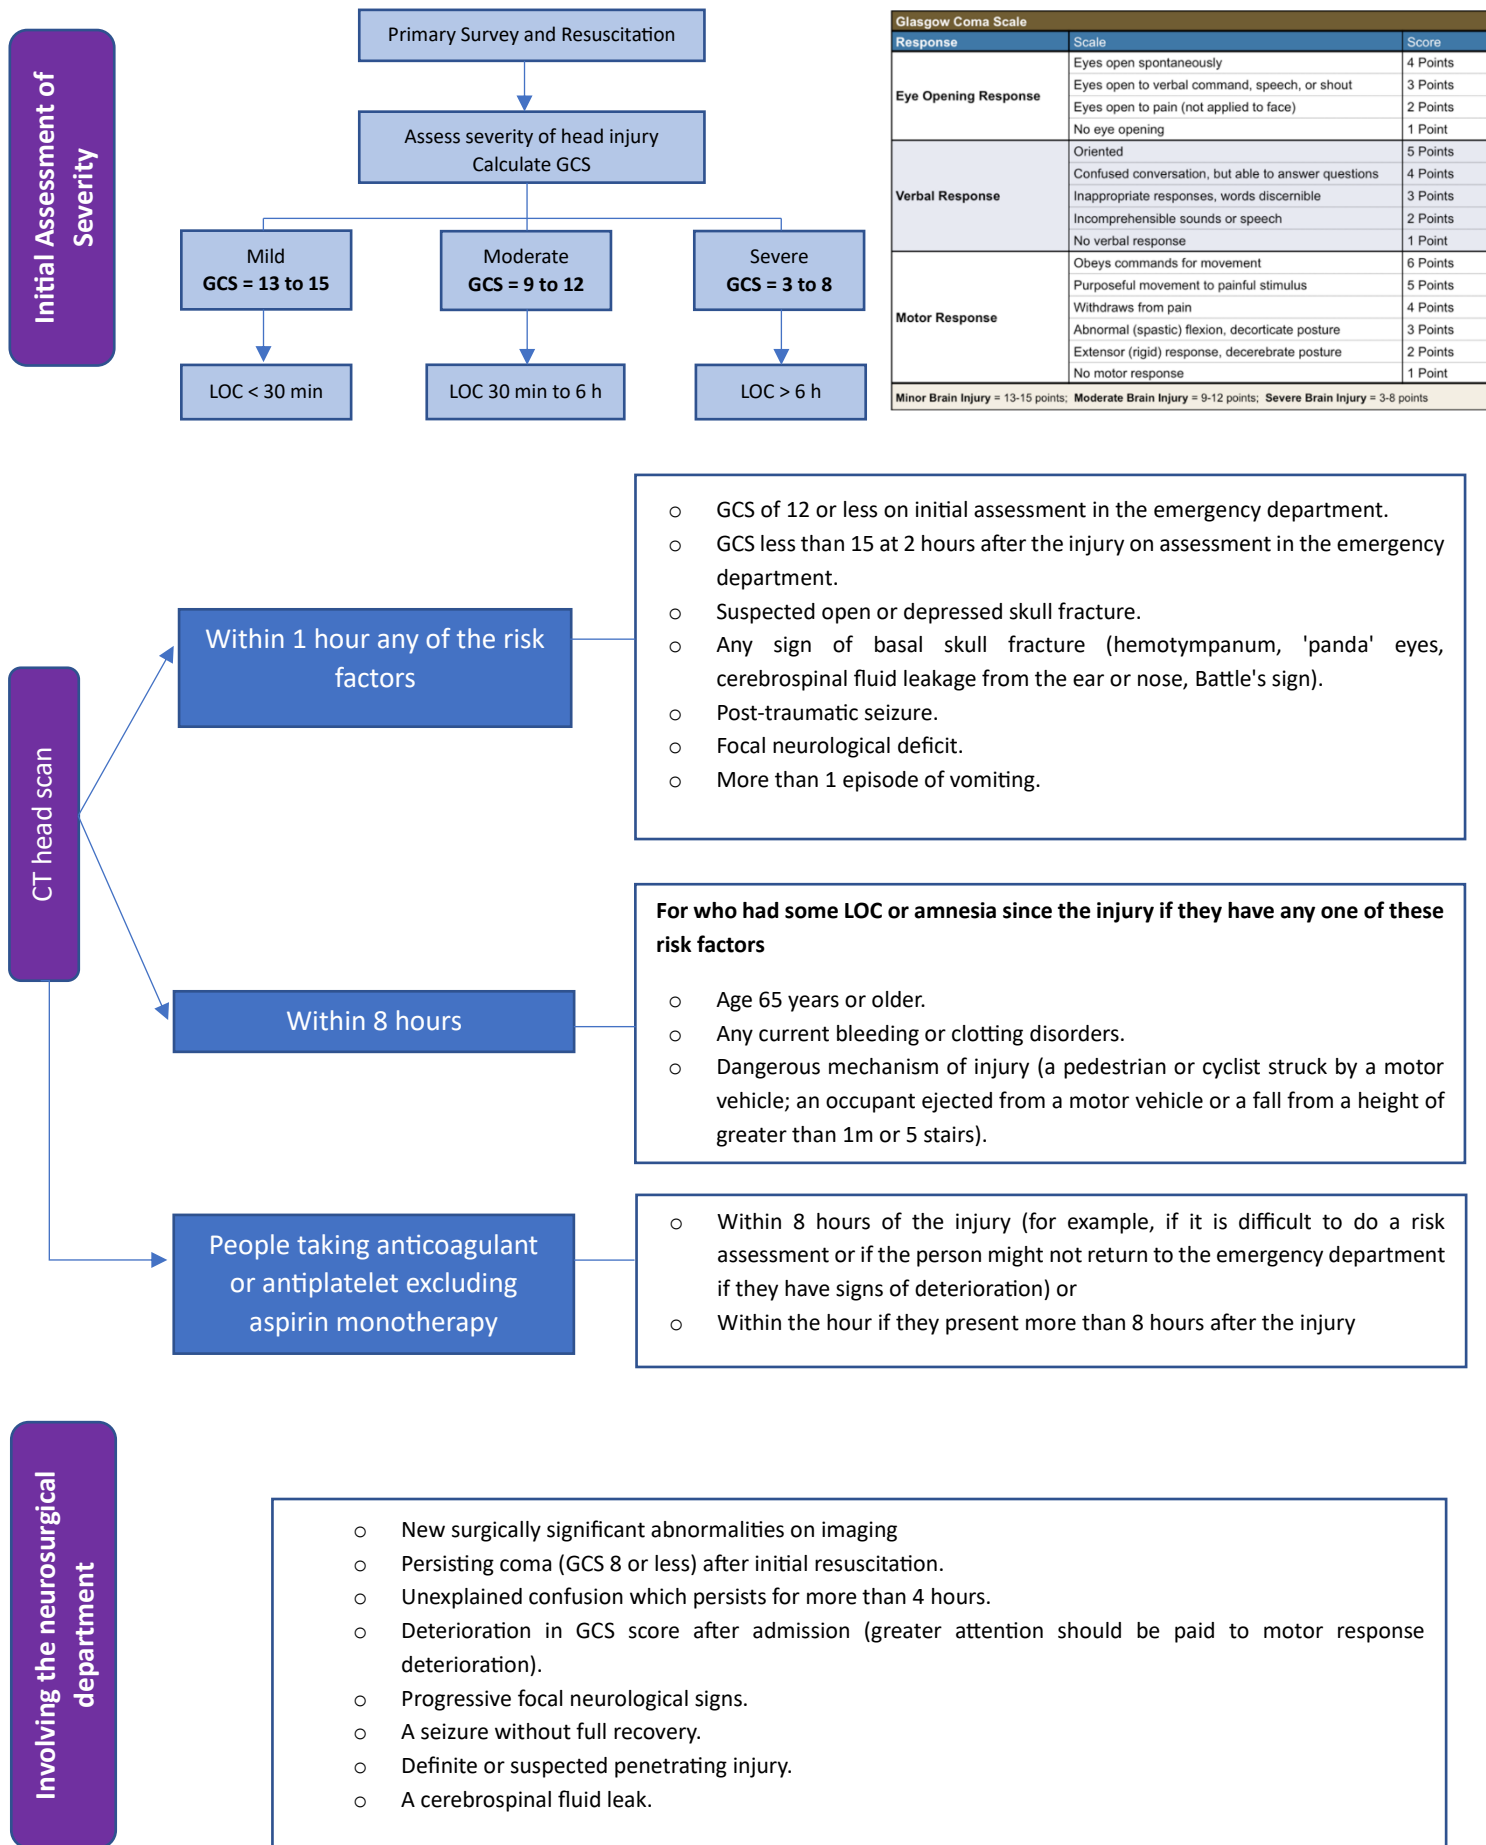 Initial Assessment of
Severity
Primary Survey and Resuscitation
Assess severity of head injury
Calculate GCS
Mild
GCS = 13 to 15
Moderate
GCS = 9 to 12
Severe
GCS = 3 to 8
LOC < 30 min
LOC 30 min to 6 h
LOC > 6 h
Glasgow Coma Scale
Response Scale Score
Eye Opening Response
Eyes open spontaneously 4 Points
Eyes open to verbal command, speech, or shout 3 Points
Eyes open to pain (not applied to face) 2 Points
No eye opening 1 Point
Verbal Response
Oriented 5 Points
Confused conversation, but able to answer questions 4 Points
Inappropriate responses, words discernible 3 Points
Incomprehensible sounds or speech 2 Points
No verbal response 1 Point
Motor Response
Obeys commands for movement 6 Points
Purposeful movement to painful stimulus 5 Points
Withdraws from pain 4 Points
Abnormal (spastic) flexion, decorticate posture 3 Points
Extensor (rigid) response, decerebrate posture 2 Points
No motor response 1 Point
Minor Brain Injury = 13-15 points; Moderate Brain Injury = 9-12 points; Severe Brain Injury = 3-8 points
CT head scan
Within 1 hour any of the risk
factors
o GCS of 12 or less on initial assessment in the emergency department.
o GCS less than 15 at 2 hours after the injury on assessment in the emergency
department.
o Suspected open or depressed skull fracture.
o Any sign of basal skull fracture (hemotympanum, 'panda' eyes,
cerebrospinal fluid leakage from the ear or nose, Battle's sign).
o Post-traumatic seizure.
o Focal neurological deficit.
o More than 1 episode of vomiting.
Within 8 hours
For who had some LOC or amnesia since the injury if they have any one of these
risk factors
o Age 65 years or older.
o Any current bleeding or clotting disorders.
o Dangerous mechanism of injury (a pedestrian or cyclist struck by a motor
vehicle; an occupant ejected from a motor vehicle or a fall from a height of
greater than 1m or 5 stairs).
People taking anticoagulant
or antiplatelet excluding
aspirin monotherapy
o Within 8 hours of the injury (for example, if it is difficult to do a risk
assessment or if the person might not return to the emergency department
if they have signs of deterioration) or
o Within the hour if they present more than 8 hours after the injury
Involving the neurosurgical
department
o New surgically significant abnormalities on imaging
o Persisting coma (GCS 8 or less) after initial resuscitation.
o Unexplained confusion which persists for more than 4 hours.
o Deterioration in GCS score after admission (greater attention should be paid to motor response
deterioration).
o Progressive focal neurological signs.
o A seizure without full recovery.
o Definite or suspected penetrating injury.
o A cerebrospinal fluid leak.